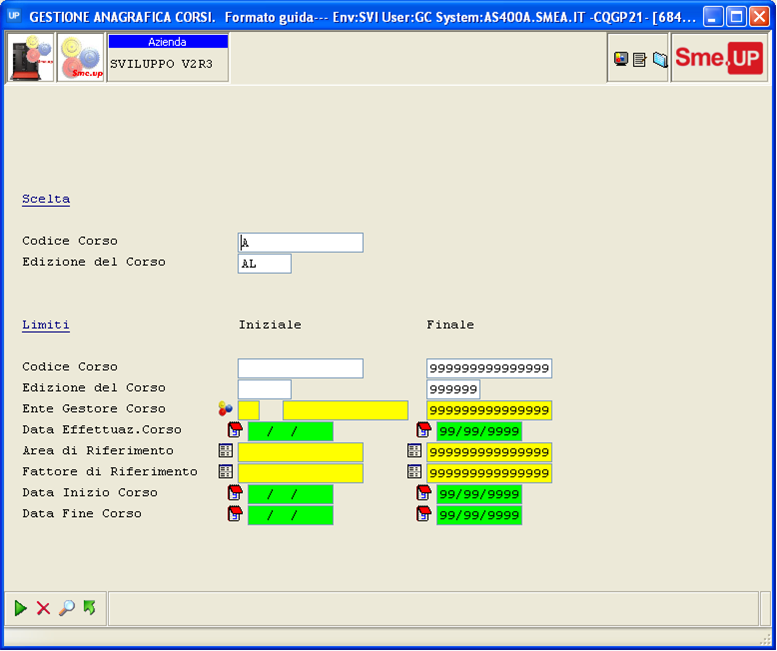 UP GESTIONE ANAGRAFICA CORSI. Formato guida--- Env:SVI User:GC System:AS400A.SMEA.IT -CQGP21- [684...
Sme.up
Azienda
SVILUPPO V2R3
Sme.UP
Scelta
Codice Corso A
Edizione del Corso AL
Limiti Iniziale Finale
Codice Corso 999999999999999
Edizione del Corso 999999
Ente Gestore Corso 999999999999999
Data Effettuaz.Corso / / 99/99/9999
Area di Riferimento 999999999999999
Fattore di Riferimento 999999999999999
Data Inizio Corso / / 99/99/9999
Data Fine Corso / / 99/99/9999